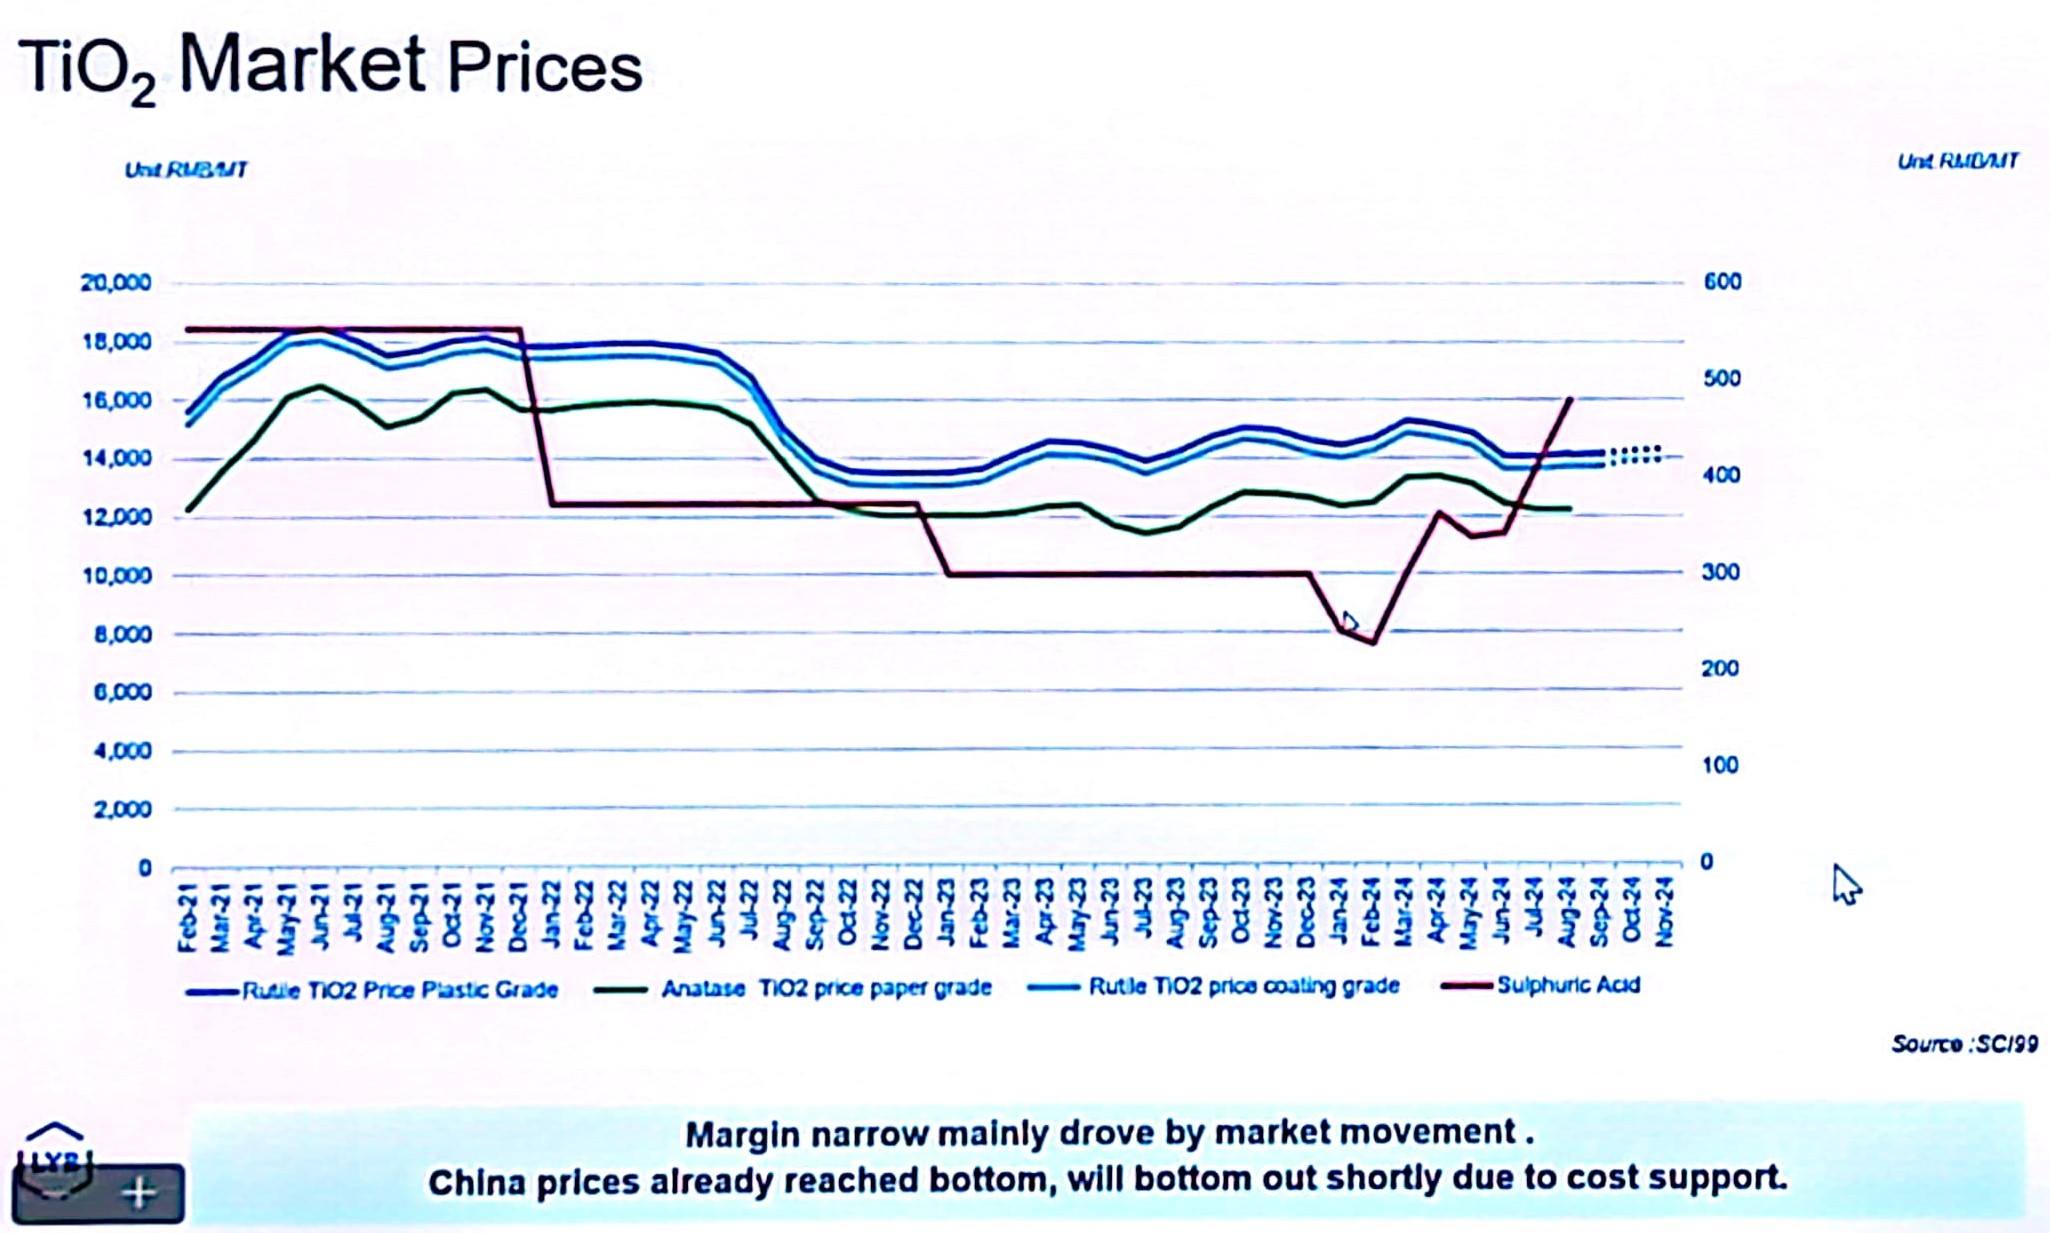 TiO2 Market Prices
Unit.RMB/MT
Unit.RMB/MT
20,000
18,000
16,000
14,000
12,000
10,000
8,000
6,000
4,000
2,000
0
600
500
400
300
200
100
0
Feb-21
Mar-21
Apr-21
May-21
Jun-21
Jul-21
Aug-21
Sep-21
Oct-21
Nov-21
Dec-21
Jan-22
Feb-22
Mar-22
Apr-22
May-22
Jun-22
Jul-22
Aug-22
Sep-22
Oct-22
Nov-22
Dec-22
Jan-23
Feb-23
Mar-23
Apr-23
May-23
Jun-23
Jul-23
Aug-23
Sep-23
Oct-23
Nov-23
Dec-23
Jan-24
Feb-24
Mar-24
Apr-24
May-24
Jun-24
Jul-24
Aug-24
Sep-24
Oct-24
Nov-24
Rutile TiO2 Price Plastic Grade
Anatase TiO2 price paper grade
Rutile TiO2 price coating grade
Sulphuric Acid
Source :SCI99
LYB
Margin narrow mainly drove by market movement .
China prices already reached bottom, will bottom out shortly due to cost support.